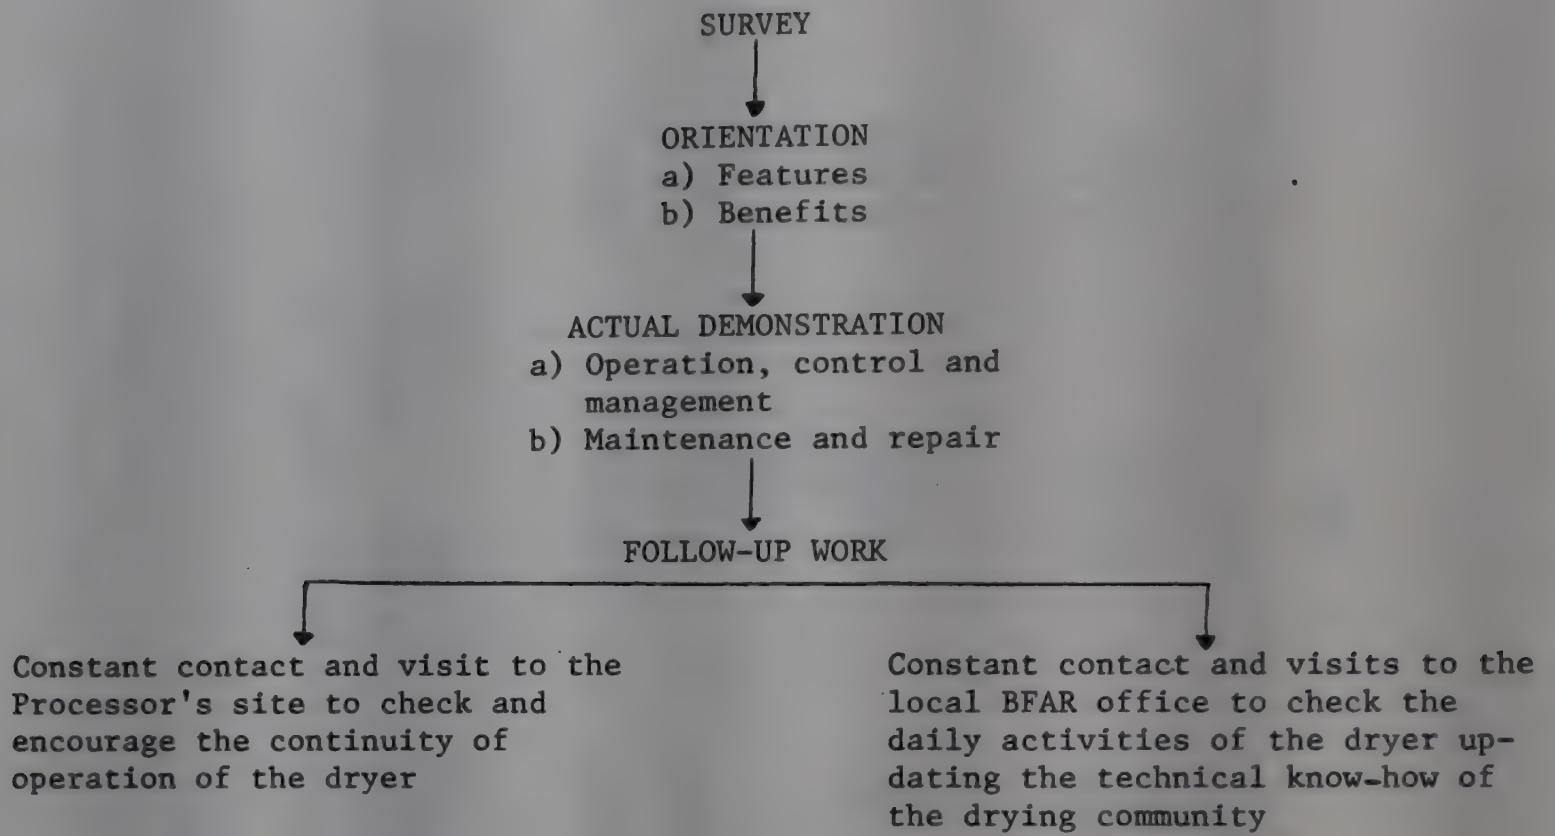 SURVEY
ORIENTATION
a) Features
b) Benefits
ACTUAL DEMONSTRATION
a) Operation, control and
management
b) Maintenance and repair
FOLLOW-UP WORK
Constant contact and visit to the
Processor's site to check and
encourage the continuity of
operation of the dryer
Constant contact and visits to the
local BFAR office to check the
daily activities of the dryer up-
dating the technical know-how of
the drying community